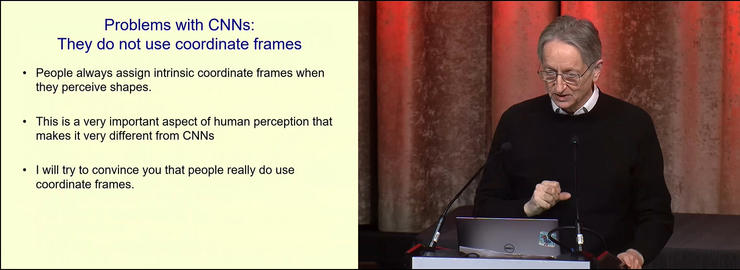 Problems with CNNs:
They do not use coordinate frames
• People always assign intrinsic coordinate frames when
they perceive shapes.
• This is a very important aspect of human perception that
makes it very different from CNNs
• I will try to convince you that people really do use
coordinate frames.
DELL